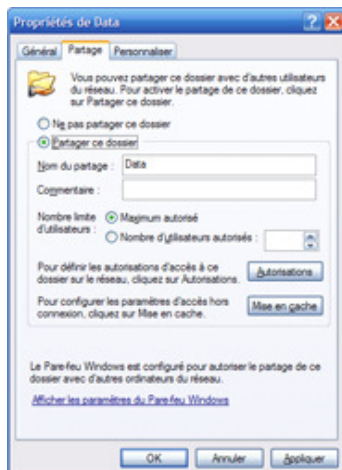 Propriétés de Data
Général Partage Personnaliser
Vous pouvez partager ce dossier avec d'autres utilisateurs
du réseau. Pour activer le partage de ce dossier, cliquez
sur Partager ce dossier.
Ne pas partager ce dossier
Partager ce dossier
Nom du partage : Data
Commentaire :
Nombre limite
d'utilisateurs :
Maximum autorisé
Nombre d'utilisateurs autorisés :
Pour définir les autorisations d'accès à ce
dossier sur le réseau, cliquez sur Autorisations.
Autorisations
Pour configurer les paramètres d'accès hors
connexion, cliquez sur Mise en cache.
Mise en cache
Le Pare-feu Windows est configuré pour autoriser le partage de ce
dossier avec d'autres ordinateurs du réseau.
Afficher les paramètres du Pare-feu Windows
OK Annuler Appliquer